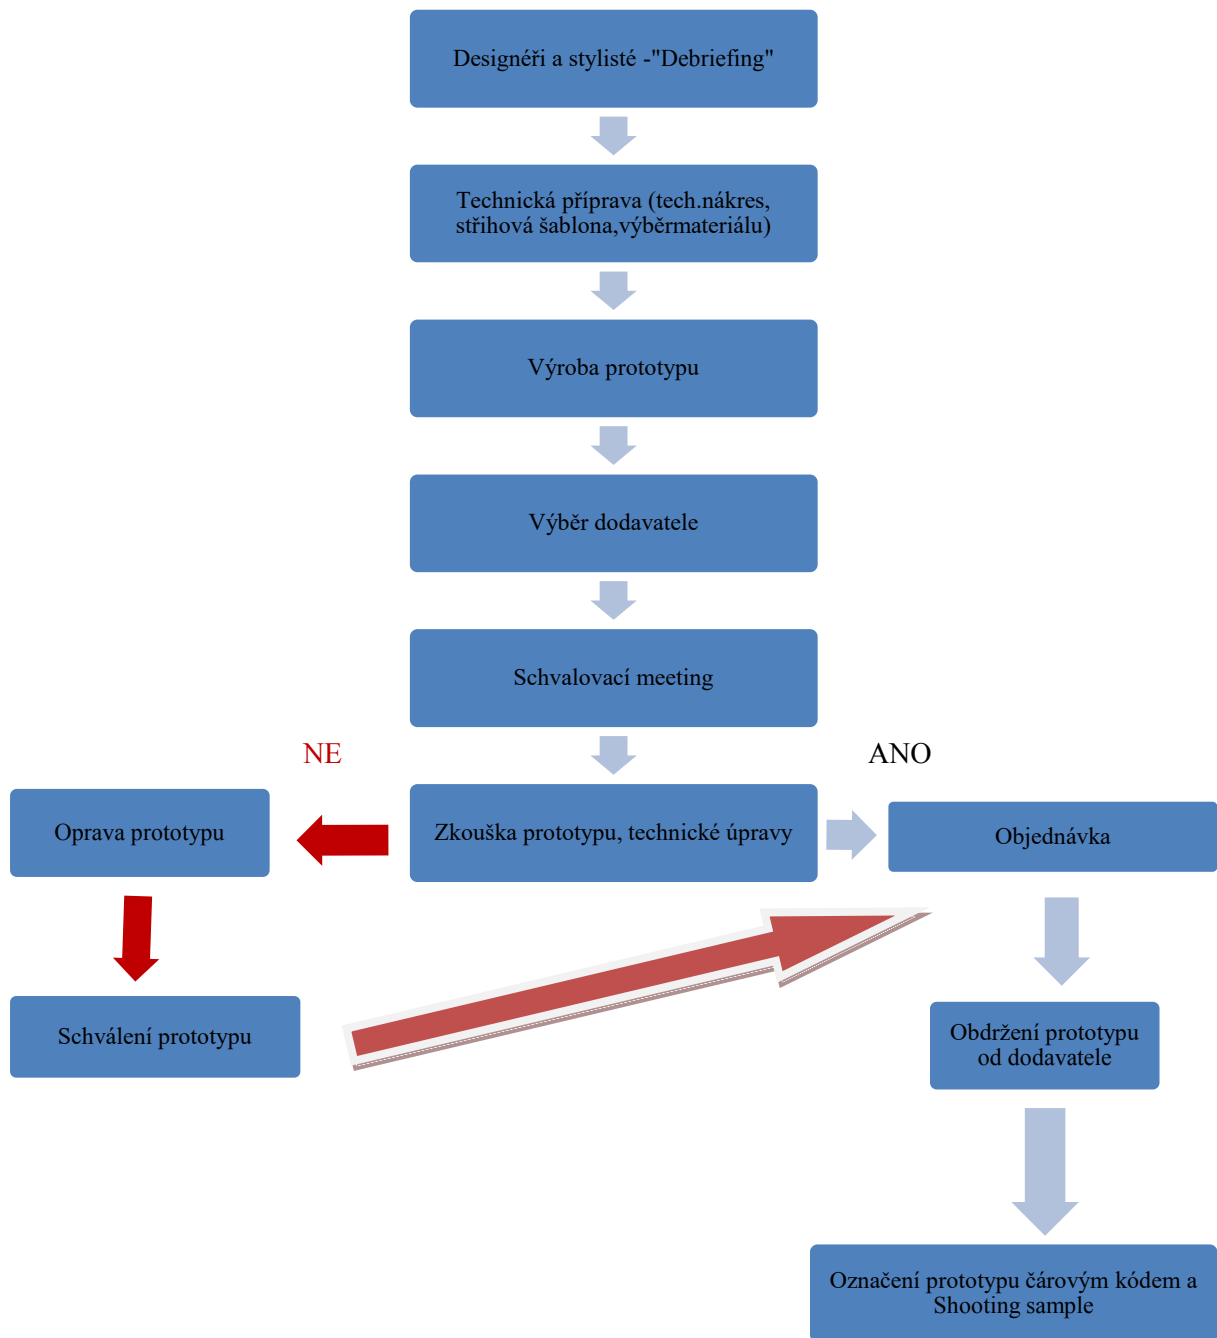 Designéři a stylisté -"Debriefing"
Technická příprava (tech.nákres,
střihová šablona,výběrmateriálu)
Výroba prototypu
Výběr dodavatele
Schvalovací meeting
NE
ANO
Oprava prototypu
Zkouška prototypu, technické úpravy
Objednávka
Schválení prototypu
Obdržení prototypu
od dodavatele
Označení prototypu čárovým kódem a
Shooting sample